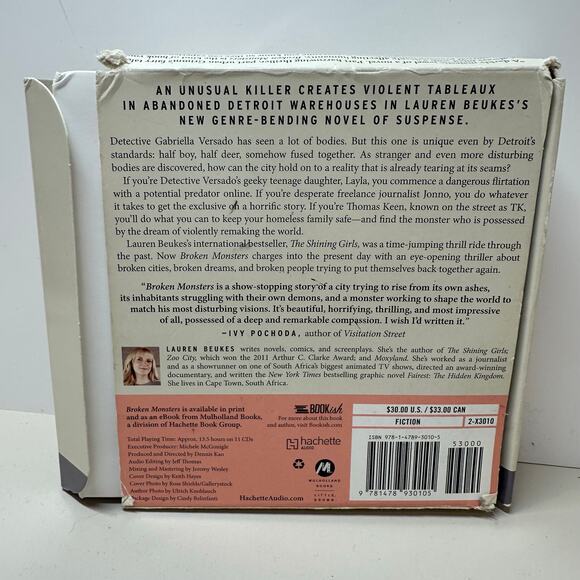 AN UNUSUAL KILLER CREATES VIOLENT TABLEAUX
IN ABANDONED DETROIT WAREHOUSES IN LAUREN BEUKES'S
NEW GENRE-BENDING NOVEL OF SUSPENSE.
Detective Gabriella Versado has seen a lot of bodies. But this one is unique even by Detroit's
standards: half boy, half deer, somehow fused together. As stranger and even more disturbing
bodies are discovered, how can the city hold on to a reality that is already tearing at its seams?
If you're Detective Versado's geeky teenage daughter, Layla, you commence a dangerous flirtation
with a potential predator online. If you're desperate freelance journalist Jonno, you do whatever
it takes to get the exclusive on a horrific story. If you're Thomas Keen, known on the street as TK,
you'll do what you can to keep your homeless family safe—and find the monster who is possessed
by the dream of violently remaking the world.
Lauren Beukes's international bestseller, The Shining Girls, was a time-jumping thrill ride through
the past. Now Broken Monsters charges into the present day with an eye-opening thriller about
broken cities, broken dreams, and broken people trying to put themselves back together again.
"Broken Monsters is a show-stopping story of a city trying to rise from its own ashes,
its inhabitants struggling with their own demons, and a monster working to shape the world to
match his most disturbing visions. It's beautiful, horrifying, thrilling, and most impressive
of all, possessed of a deep and remarkable compassion. I wish I'd written it."
—IVY POCHODA, author of Visitation Street
LAUREN BEUKES writes novels, comics, and screenplays. She's the author of The Shining Girls;
Zoo City, which won the 2011 Arthur C. Clarke Award; and Moxyland. She's worked as a journalist
and as a showrunner on one of South Africa's biggest animated TV shows, directed an award-winning
documentary, and written the New York Times bestselling graphic novel Fairest: The Hidden Kingdom.
She lives in Cape Town, South Africa.
Broken Monsters is available in print
and as an eBook from Mulholland Books,
a division of Hachette Book Group.
Total Playing Time: Approx. 13.5 hours on 11 CDs
Executive Producer: Michele McGonigle
Produced and Directed by Dennis Kao
Audio Editing by Jeff Thomas
Mixing and Mastering by Jeremy Wesley
Cover Design by Keith Hayes
Cover Photo by Ross Shields/Gallerystock
Author Photo by Ulrich Knoblauch
Package Design by Cindy Belinfanti
BOOKish
For more about this book
and author, visit Bookish.com.
hachette
AUDIO
MULHOLLAND
BOOKS
LITTLE, BROWN
HachetteAudio.com
$30.00 U.S. / $33.00 CAN
FICTION
2-X3010
ISBN 978-1-4789-3010-5
53000
9 781478 930105